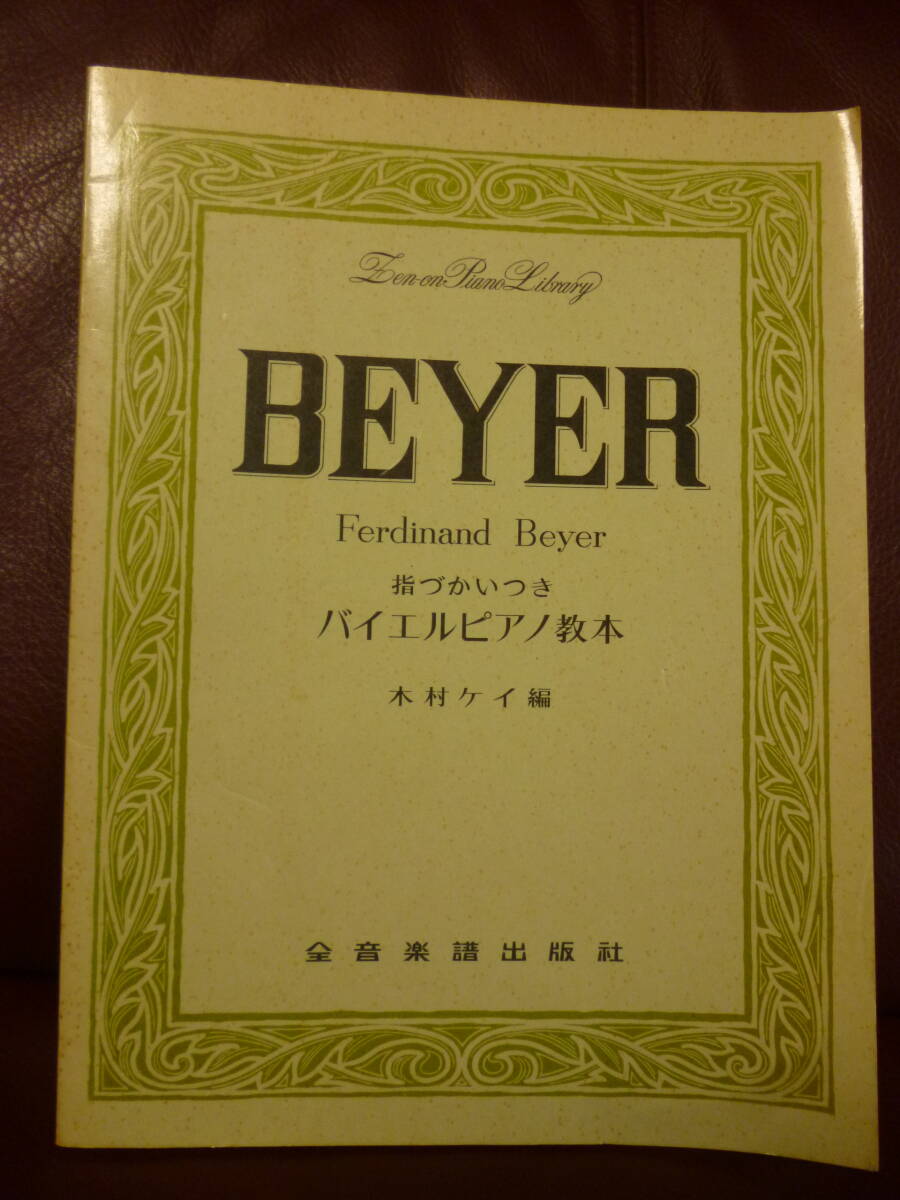 Zen-on Piano Library
BEYER
Ferdinand Beyer
指づかいつき
バイエルピアノ教本
木村ケイ編
全音楽譜出版社